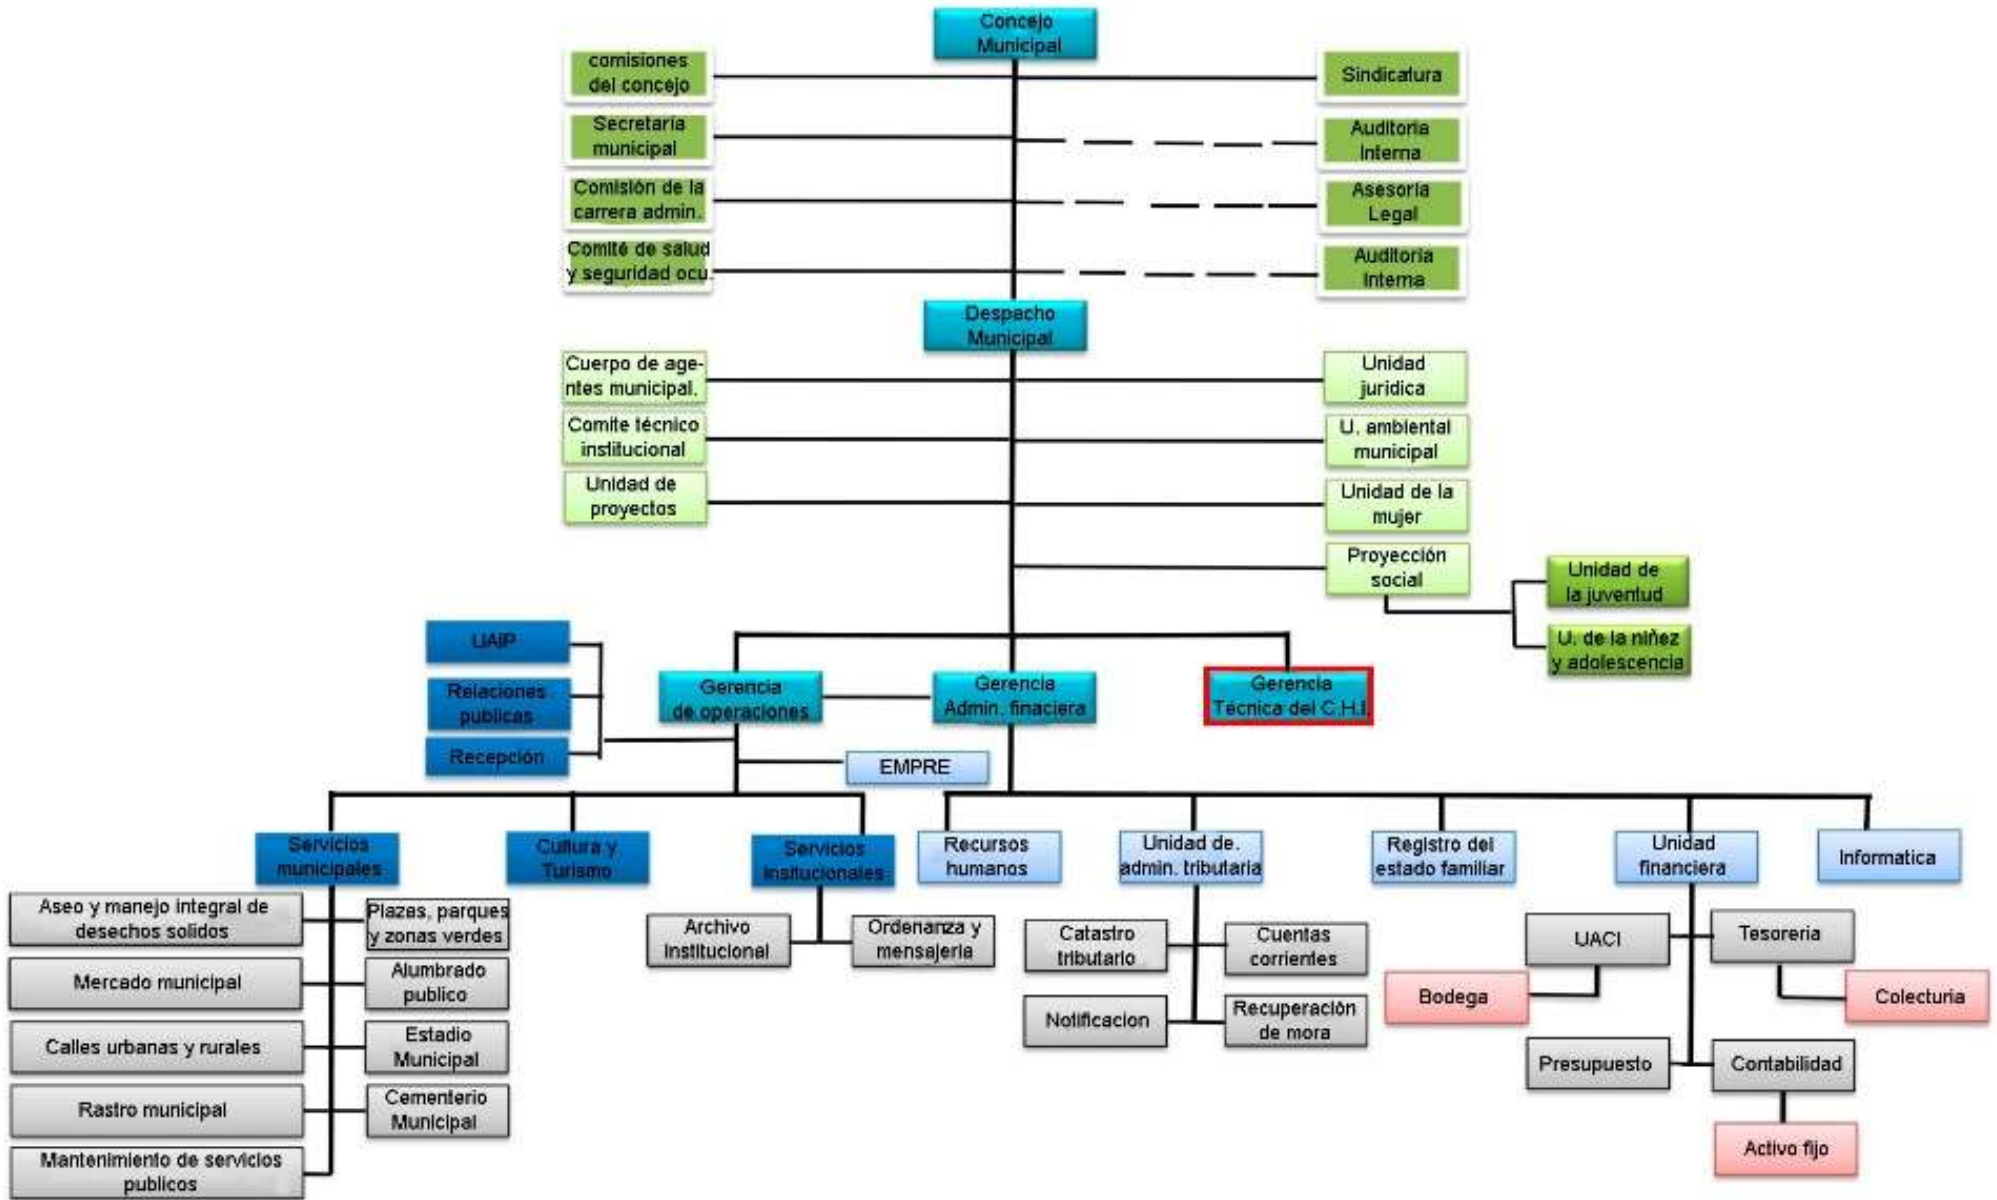 Concejo
Municipal
comisiones
del concejo
Sindicatura
Secretaria
municipal
Auditoria
Interna
Comisión de la
carrera admin.
Asesoria
Legal
Comité de salud
y seguridad ocu.
Auditoria
Interna
Despacho
Municipal
Cuerpo de age-
ntes municipal.
Unidad
juridica
Comite técnico
institucional
U. ambiental
municipal
Unidad de
proyectos
Unidad de la
mujer
Proyección
social
Unidad de
la juventud
U. de la niñez
y adolescencia
UAIP
Relaciones
publicas
Recepción
Gerencia
de operaciones
Gerencia
Admin. finaciera
Gerencia
Técnica del C.H.I.
EMPRE
Servicios
municipales
Cultura y
Turismo
Servicios
institucionales
Recursos
humanos
Unidad de.
admin. tributaria
Registro del
estado familiar
Unidad
financiera
Informatica
Aseo y manejo integral de
desechos solidos
Plazas, parques
y zonas verdes
Mercado municipal
Alumbrado
publico
Calles urbanas y rurales
Estadio
Municipal
Rastro municipal
Cementerio
Municipal
Mantenimiento de servicios
publicos
Archivo
institucional
Ordenanza y
mensajeria
Catastro
tributario
Cuentas
corrientes
Notificacion
Recuperación
de mora
UACI
Tesoreria
Bodega
Colecturia
Presupuesto
Contabilidad
Activo fijo